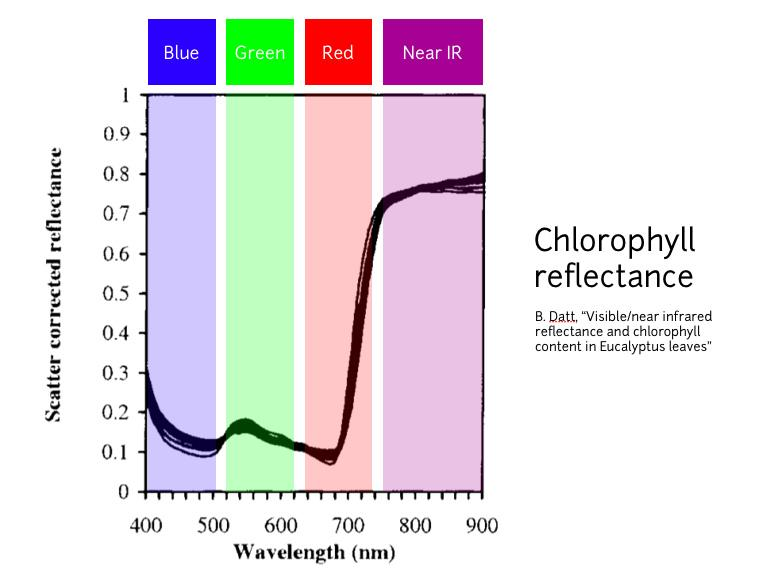 Blue
Green
Red
Near IR
1
0.9
0.8
0.7
0.6
0.5
0.4
0.3
0.2
0.1
0
Scatter corrected reflectance
400 500 600 700 800 900
Wavelength (nm)
Chlorophyll
reflectance
B. Datt, “Visible/near infrared
reflectance and chlorophyll
content in Eucalyptus leaves”